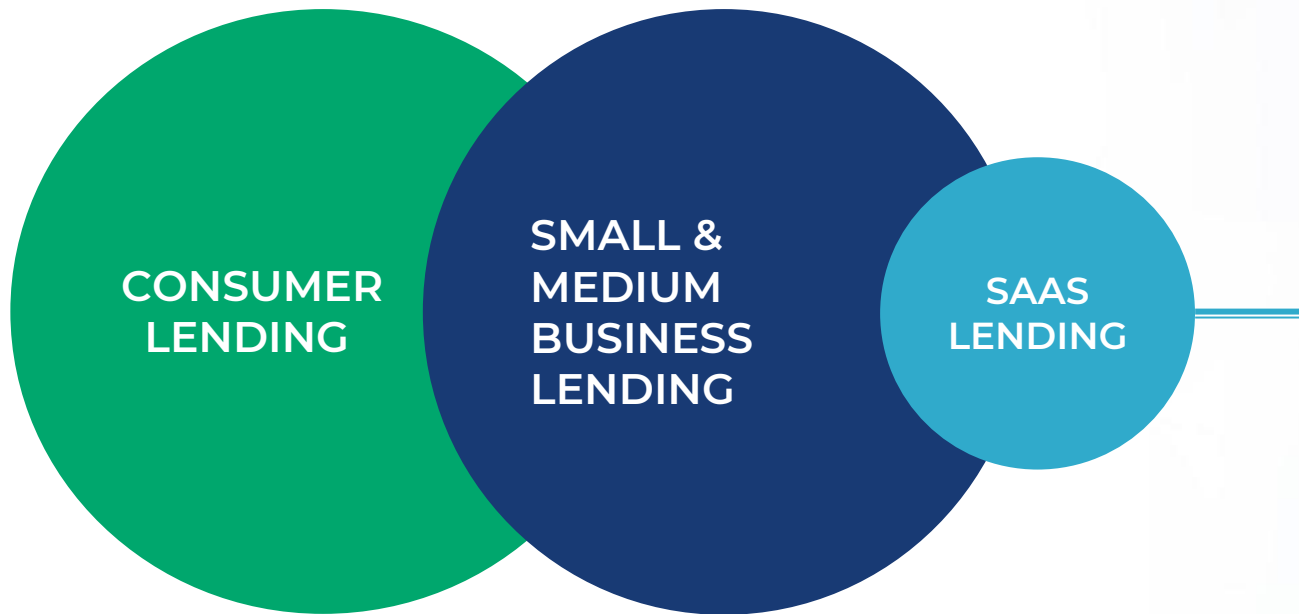 CONSUMER
LENDING
SMALL &
MEDIUM
BUSINESS
LENDING
SAAS
LENDING